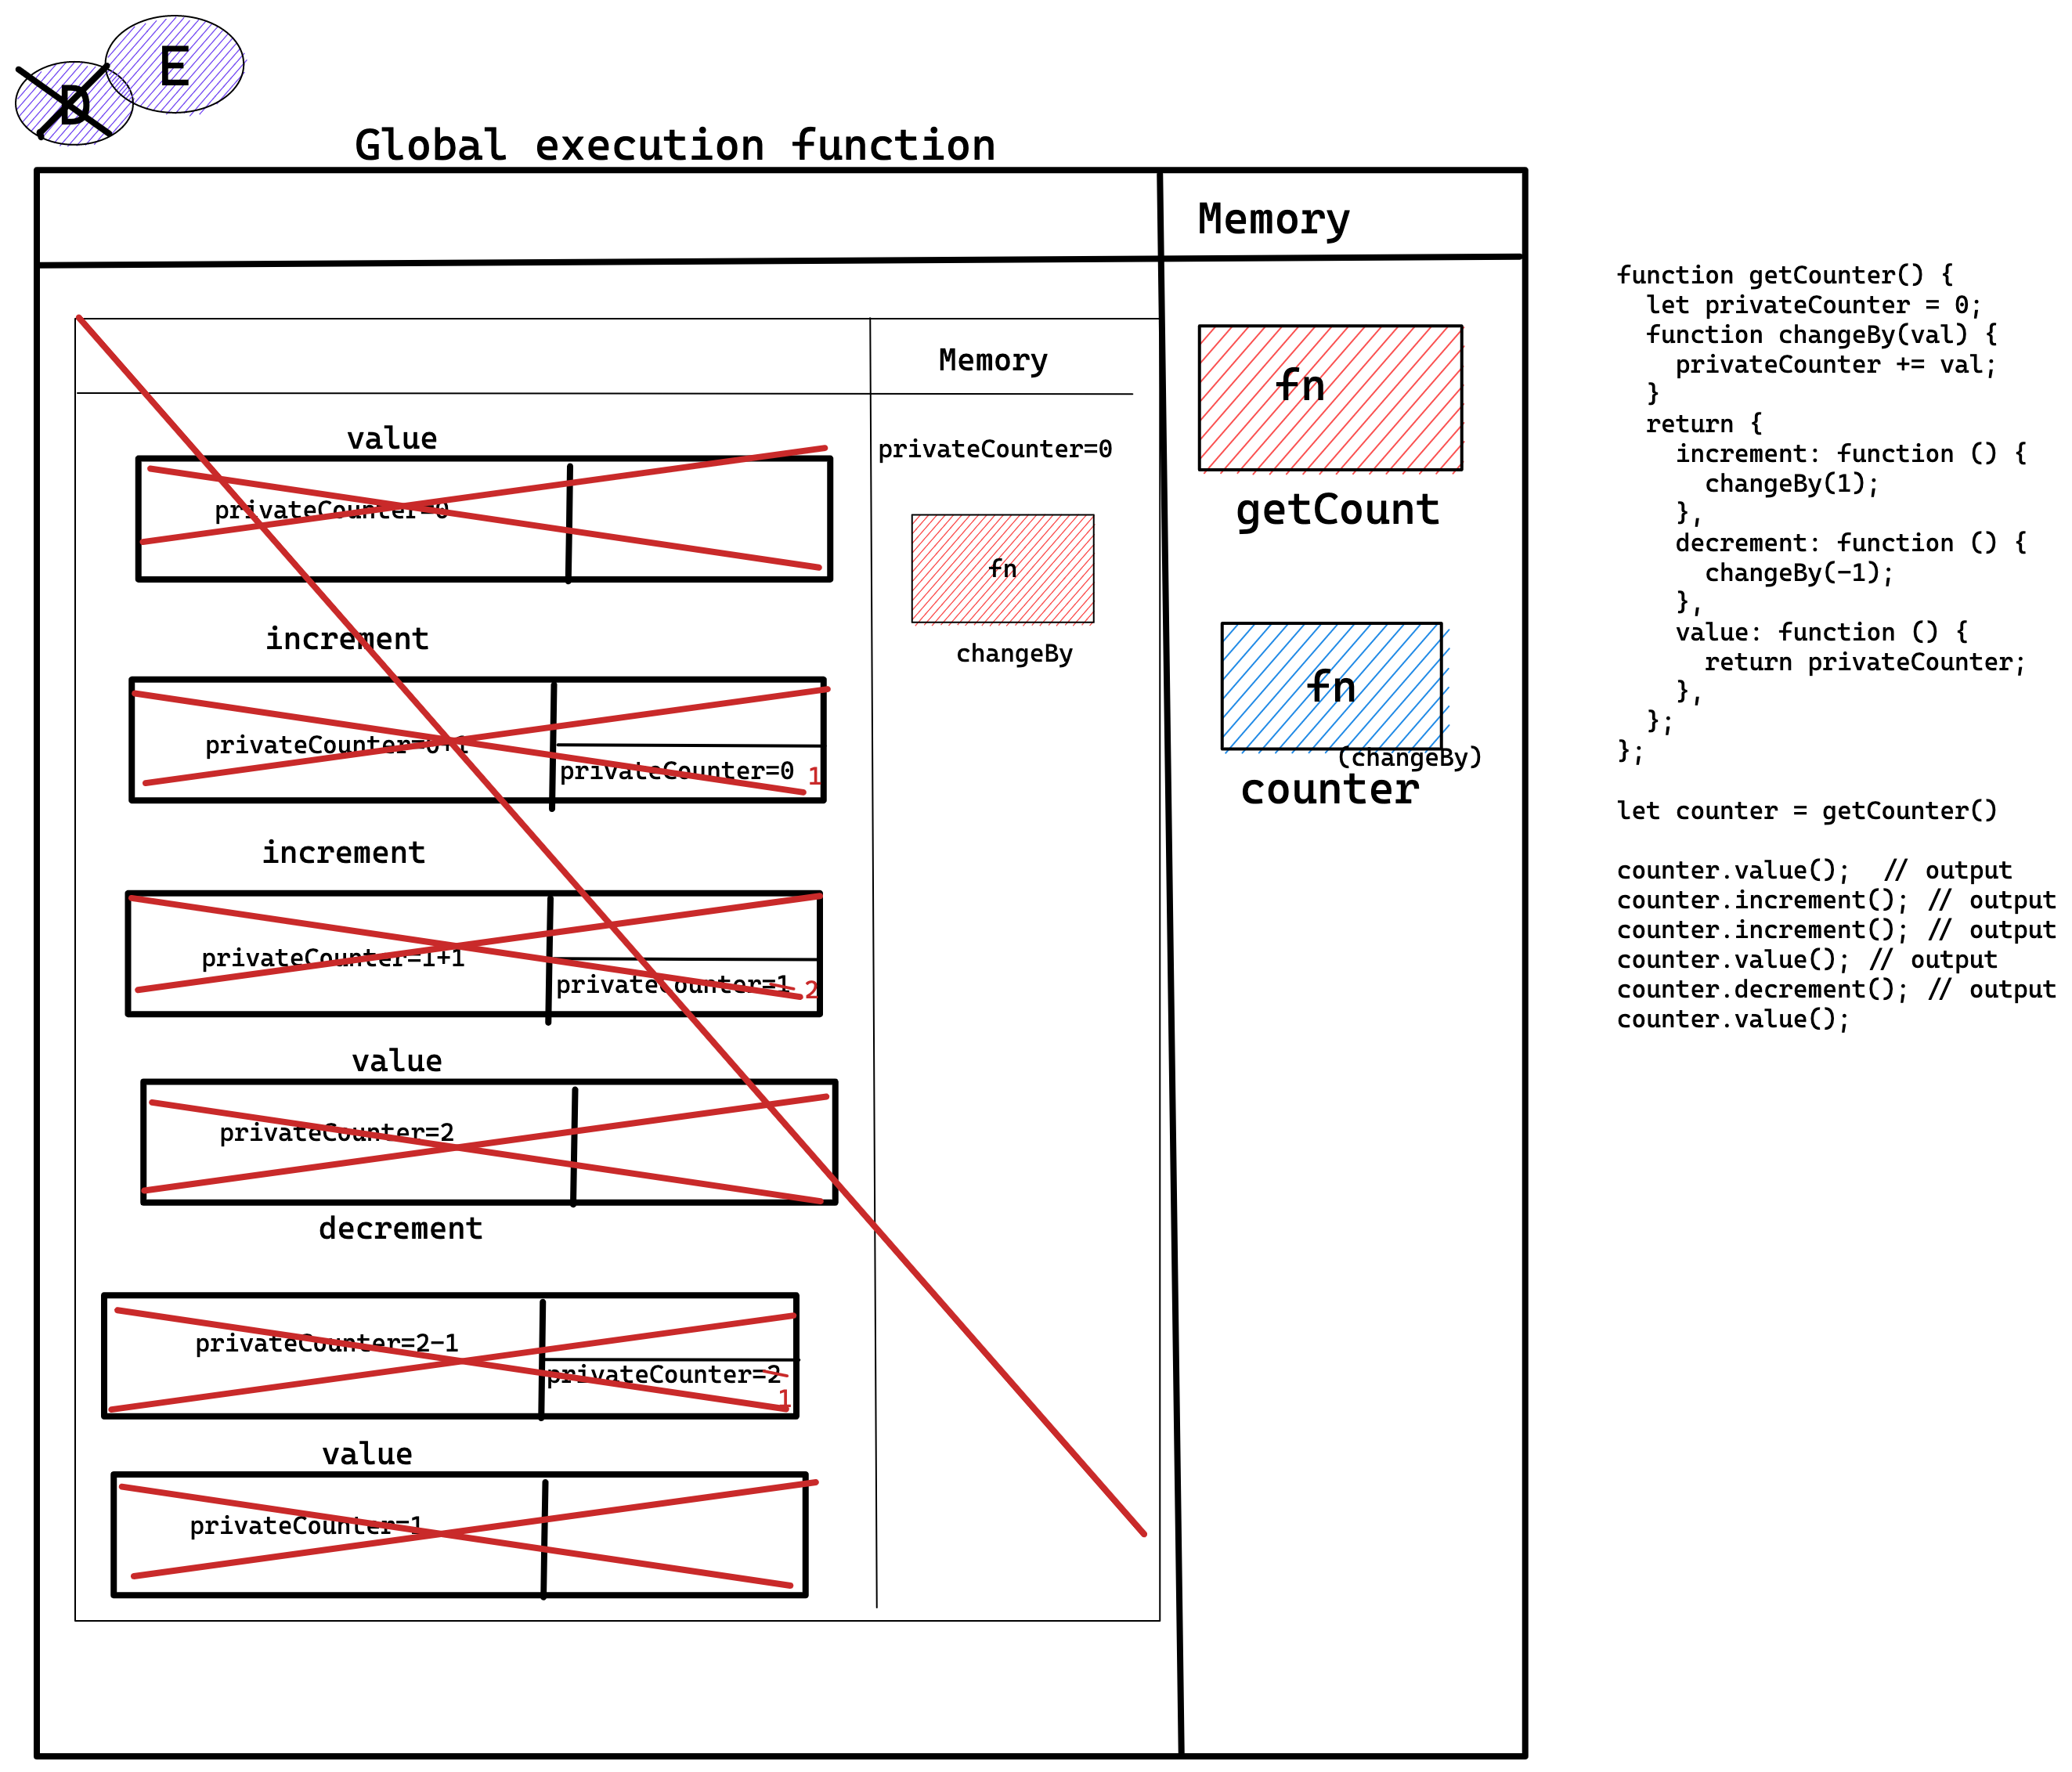 E
D
Global execution function
Memory
Memory
value
privateCounter=0
privateCounter=0
fn
getCount
fn
changeBy
increment
privateCounter=0+1
privateCounter=0 1
fn
(changeBy)
counter
increment
privateCounter=1+1
privateCounter=1 2
value
privateCounter=2
decrement
privateCounter=2-1
privateCounter=2
1
value
privateCounter=1
function getCounter() {
  let privateCounter = 0;
  function changeBy(val) {
    privateCounter += val;
  }
  return {
    increment: function () {
      changeBy(1);
    },
    decrement: function () {
      changeBy(-1);
    },
    value: function () {
      return privateCounter;
    },
  };
};
let counter = getCounter()
counter.value();  // output
counter.increment(); // output
counter.increment(); // output
counter.value(); // output
counter.decrement(); // output
counter.value();